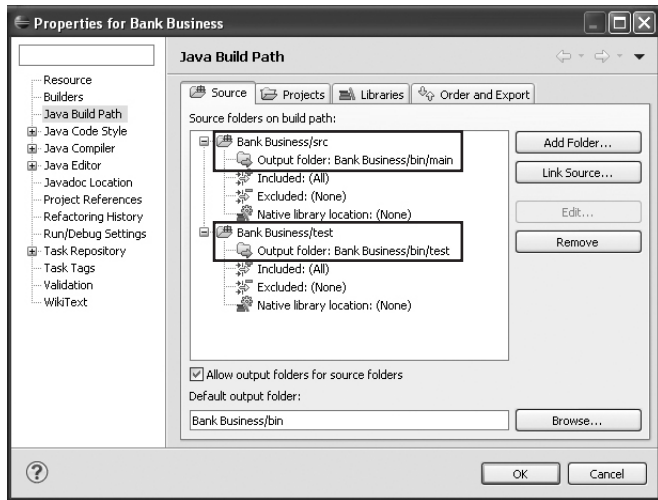 Properties for Bank Business
Java Build Path
Resource
Builders
Java Build Path
Java Code Style
Java Compiler
Java Editor
Javadoc Location
Project References
Refactoring History
Run/Debug Settings
Task Repository
Task Tags
Validation
WikiText
Source
Projects
Libraries
Order and Export
Source folders on build path:
Bank Business/src
Output folder: Bank Business/bin/main
Included: (All)
Excluded: (None)
Native library location: (None)
Bank Business/test
Output folder: Bank Business/bin/test
Included: (All)
Excluded: (None)
Native library location: (None)
Add Folder...
Link Source...
Edit...
Remove
Allow output folders for source folders
Default output folder:
Bank Business/bin
Browse...
OK
Cancel